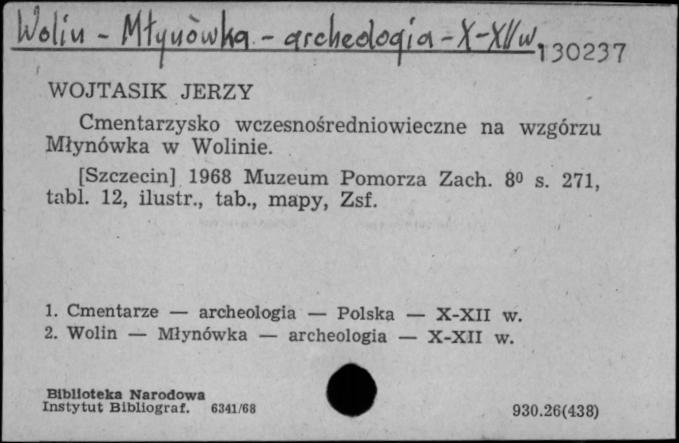 Wolin - Młynówka - archeologia - X-XII w.
130237
WOJTASIK JERZY
Cmentarzysko wczesnośredniowieczne na wzgórzu
Młynówka w Wolinie.
[Szczecin] 1968 Muzeum Pomorza Zach. 8⁰ s. 271,
tabl. 12, ilustr., tab., mapy, Zsf.
1. Cmentarze — archeologia — Polska — X-XII w.
2. Wolin — Młynówka — archeologia — X-XII w.
Biblioteka Narodowa
Instytut Bibliograf. 6341/68
930.26(438)